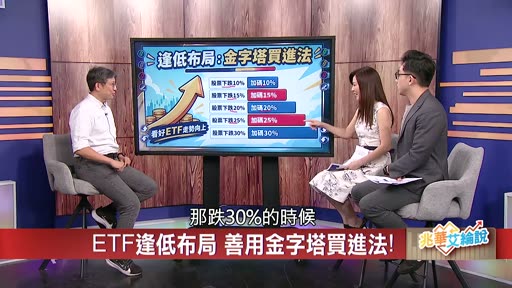 逢低布局:金字塔買進法
股票下跌10% 加碼10%
股票下跌15% 加碼15%
股票下跌20% 加碼20%
股票下跌25% 加碼25%
股票下跌30% 加碼30%
看好ETF走勢向上
那跌30%的時候
ETF逢低布局 善用金字塔買進法!
兆華艾綸說